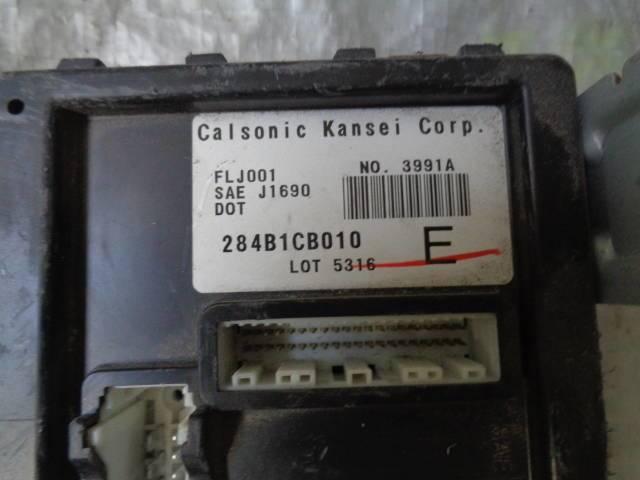 Calsonic Kansei Corp.
FLJ001 NO. 3991A
SAE J1690
DOT
284B1CB010 E
LOT 5316